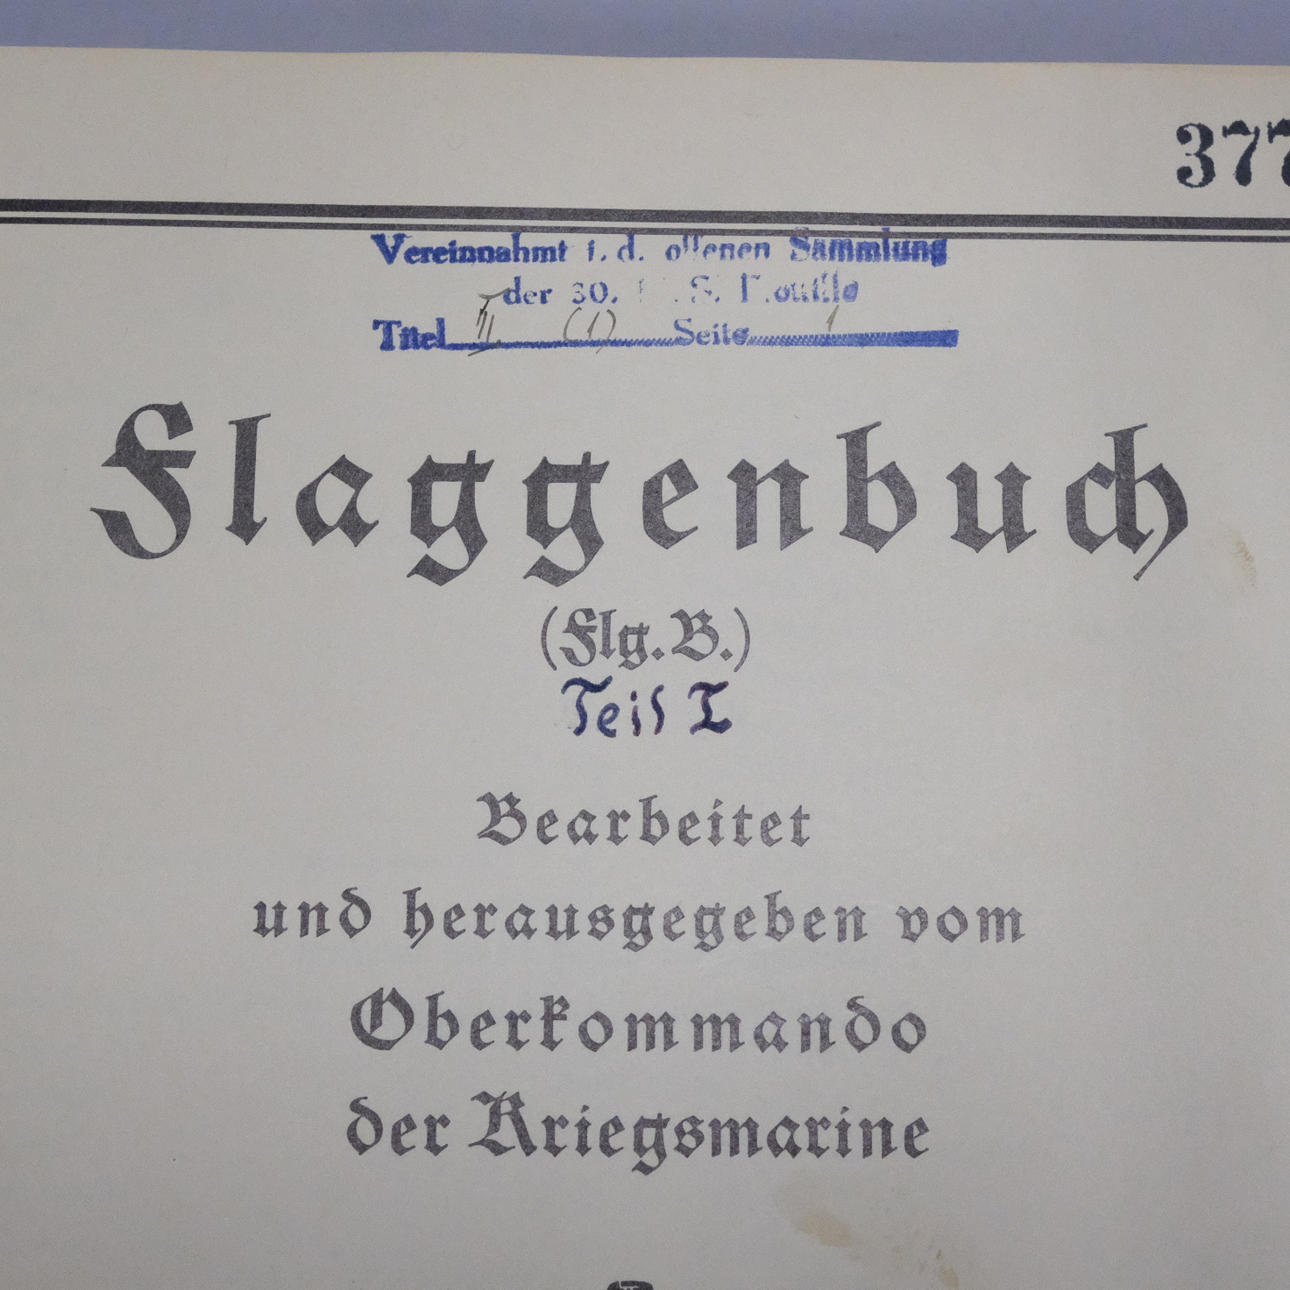 377
Vereinnahmt i. d. offenen Sammlung
der 30.
Titel III. (1) Seite 1
Flaggenbuch
(Flg. B.)
Teil I
Bearbeitet
und herausgegeben vom
Oberkommando
der Kriegsmarine